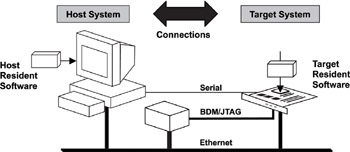 Host System
Target System
Connections
Host
Resident
Software
Target
Resident
Software
Serial
BDM/JTAG
Ethernet